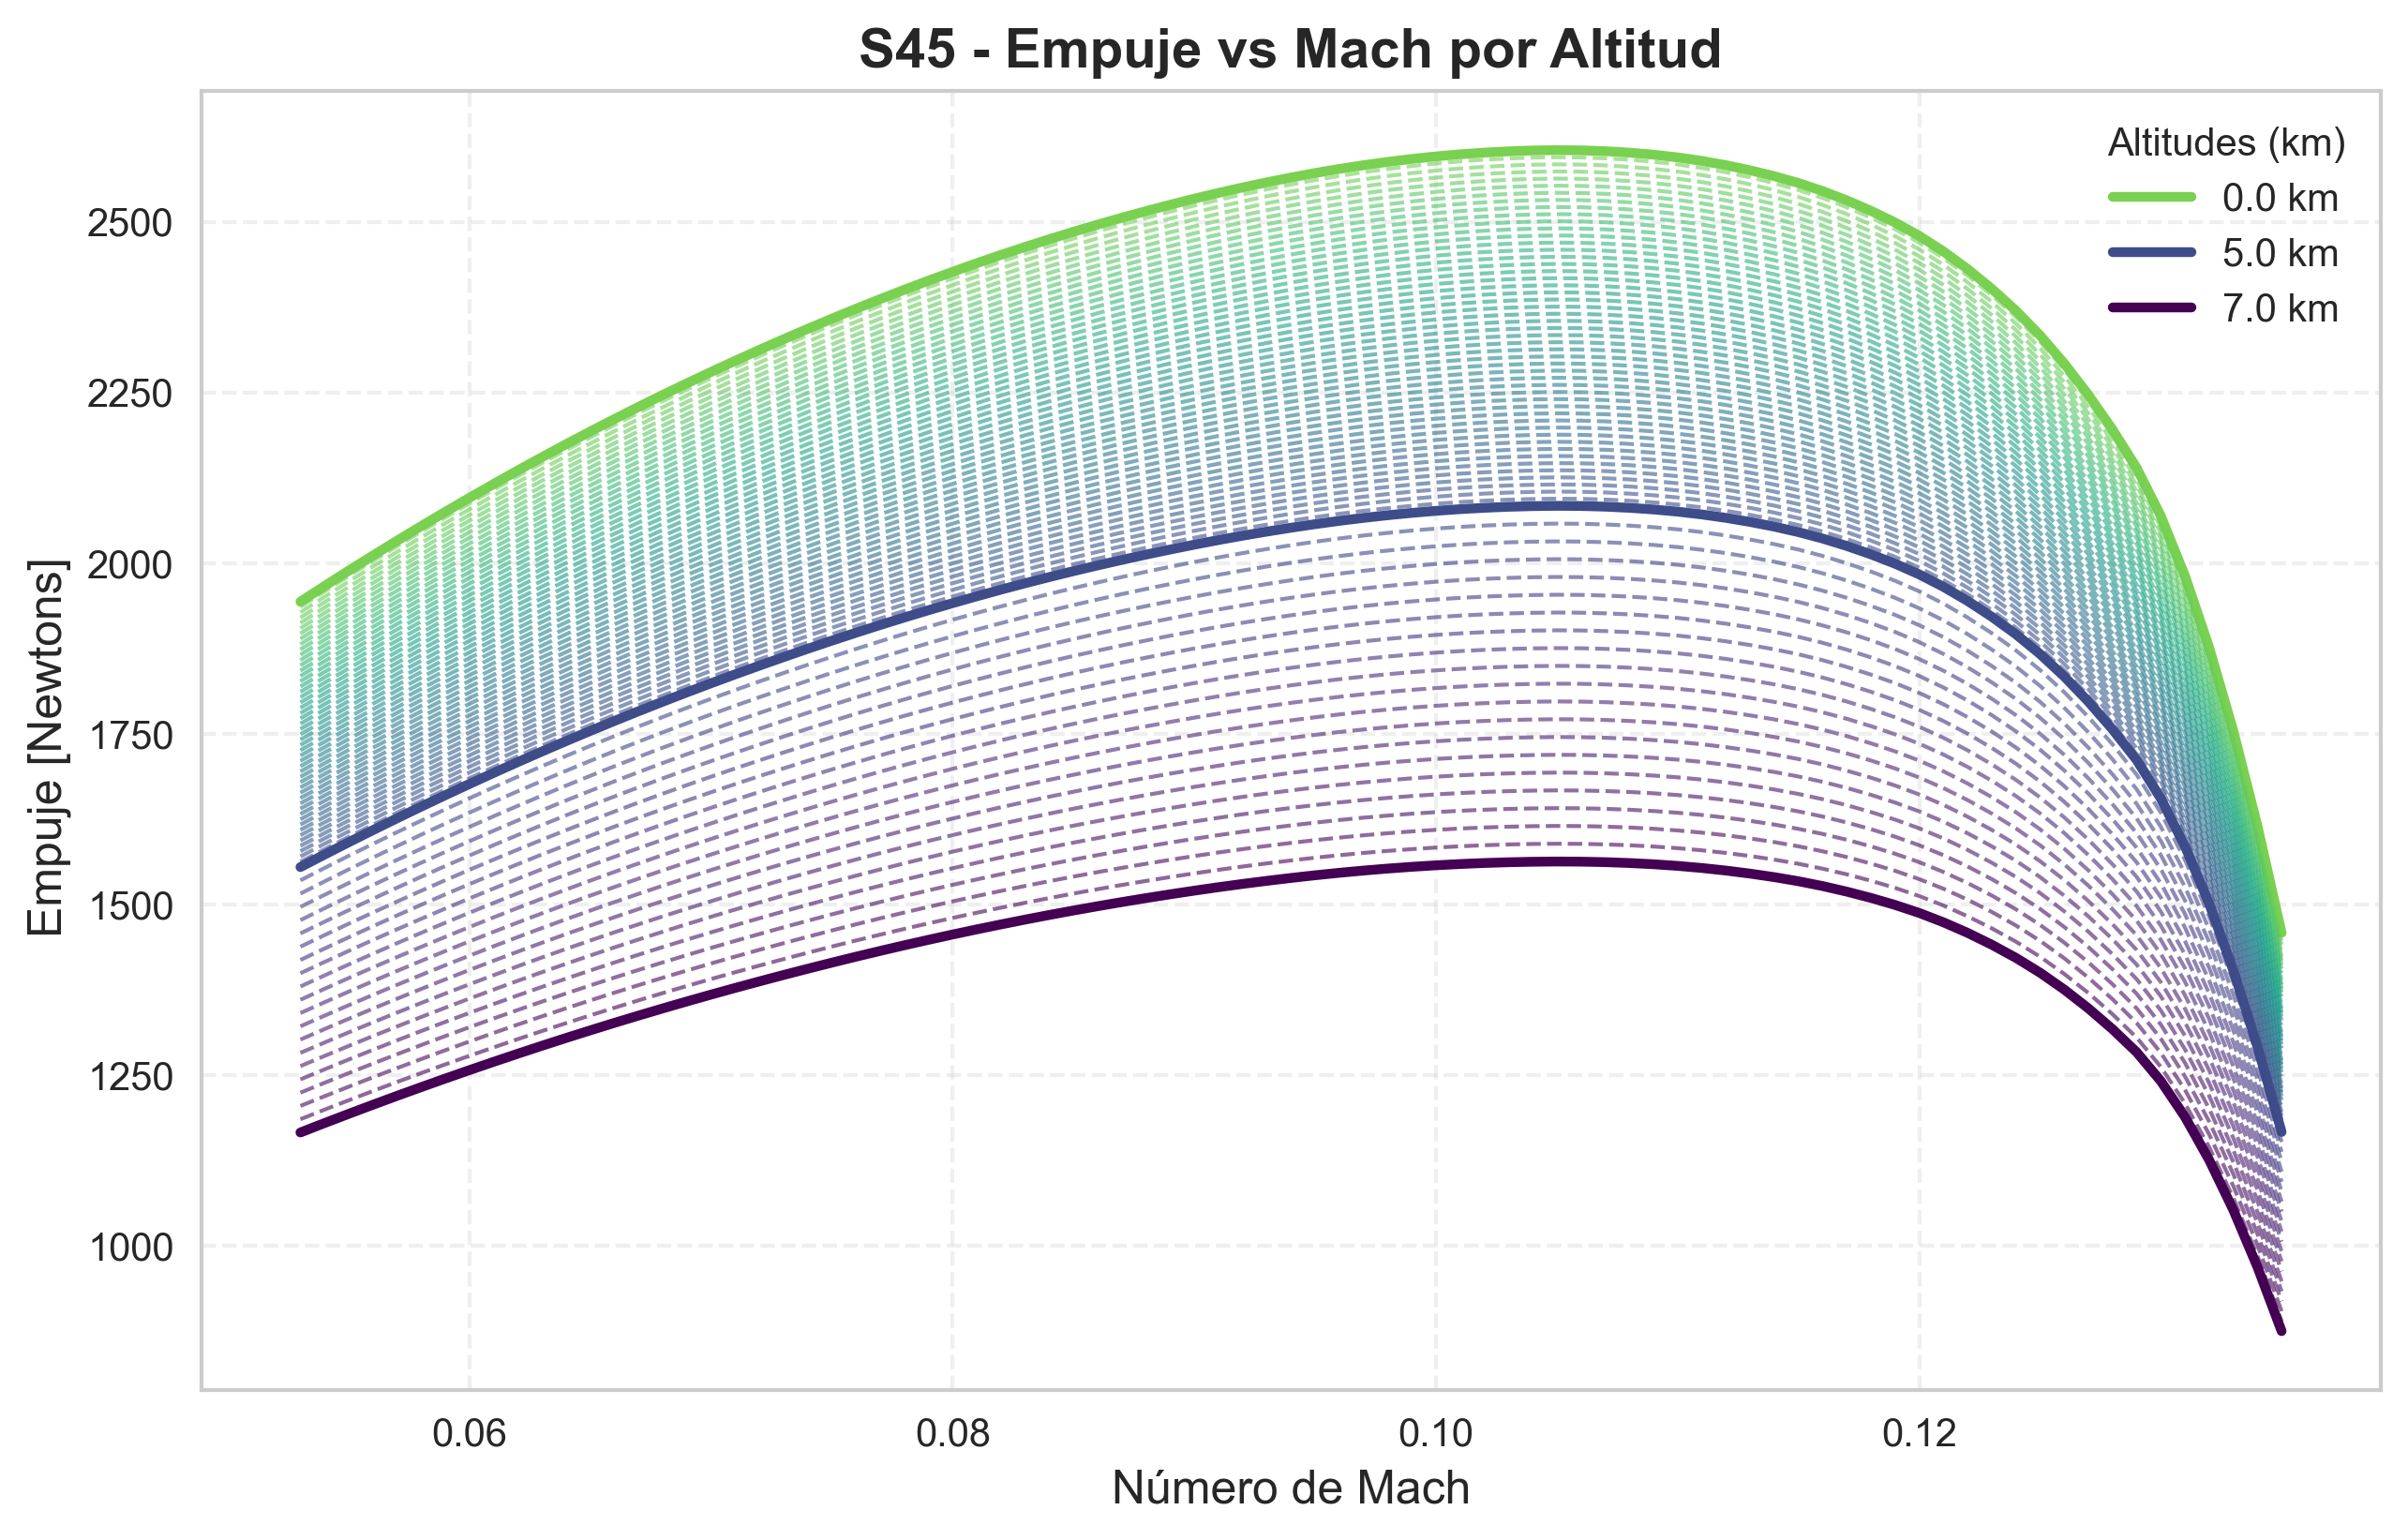 S45 - Empuje vs Mach por Altitud
Altitudes (km)
0.0 km
5.0 km
7.0 km
Empuje [Newtons]
2500
2250
2000
1750
1500
1250
1000
0.06
0.08
0.10
0.12
Número de Mach